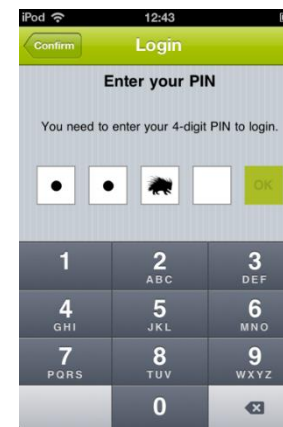 iPod 12:43
Confirm Login
Enter your PIN
You need to enter your 4-digit PIN to login.
OK
1 2 3
ABC DEF
4 5 6
GHI JKL MNO
7 8 9
PQRS TUV WXYZ
0